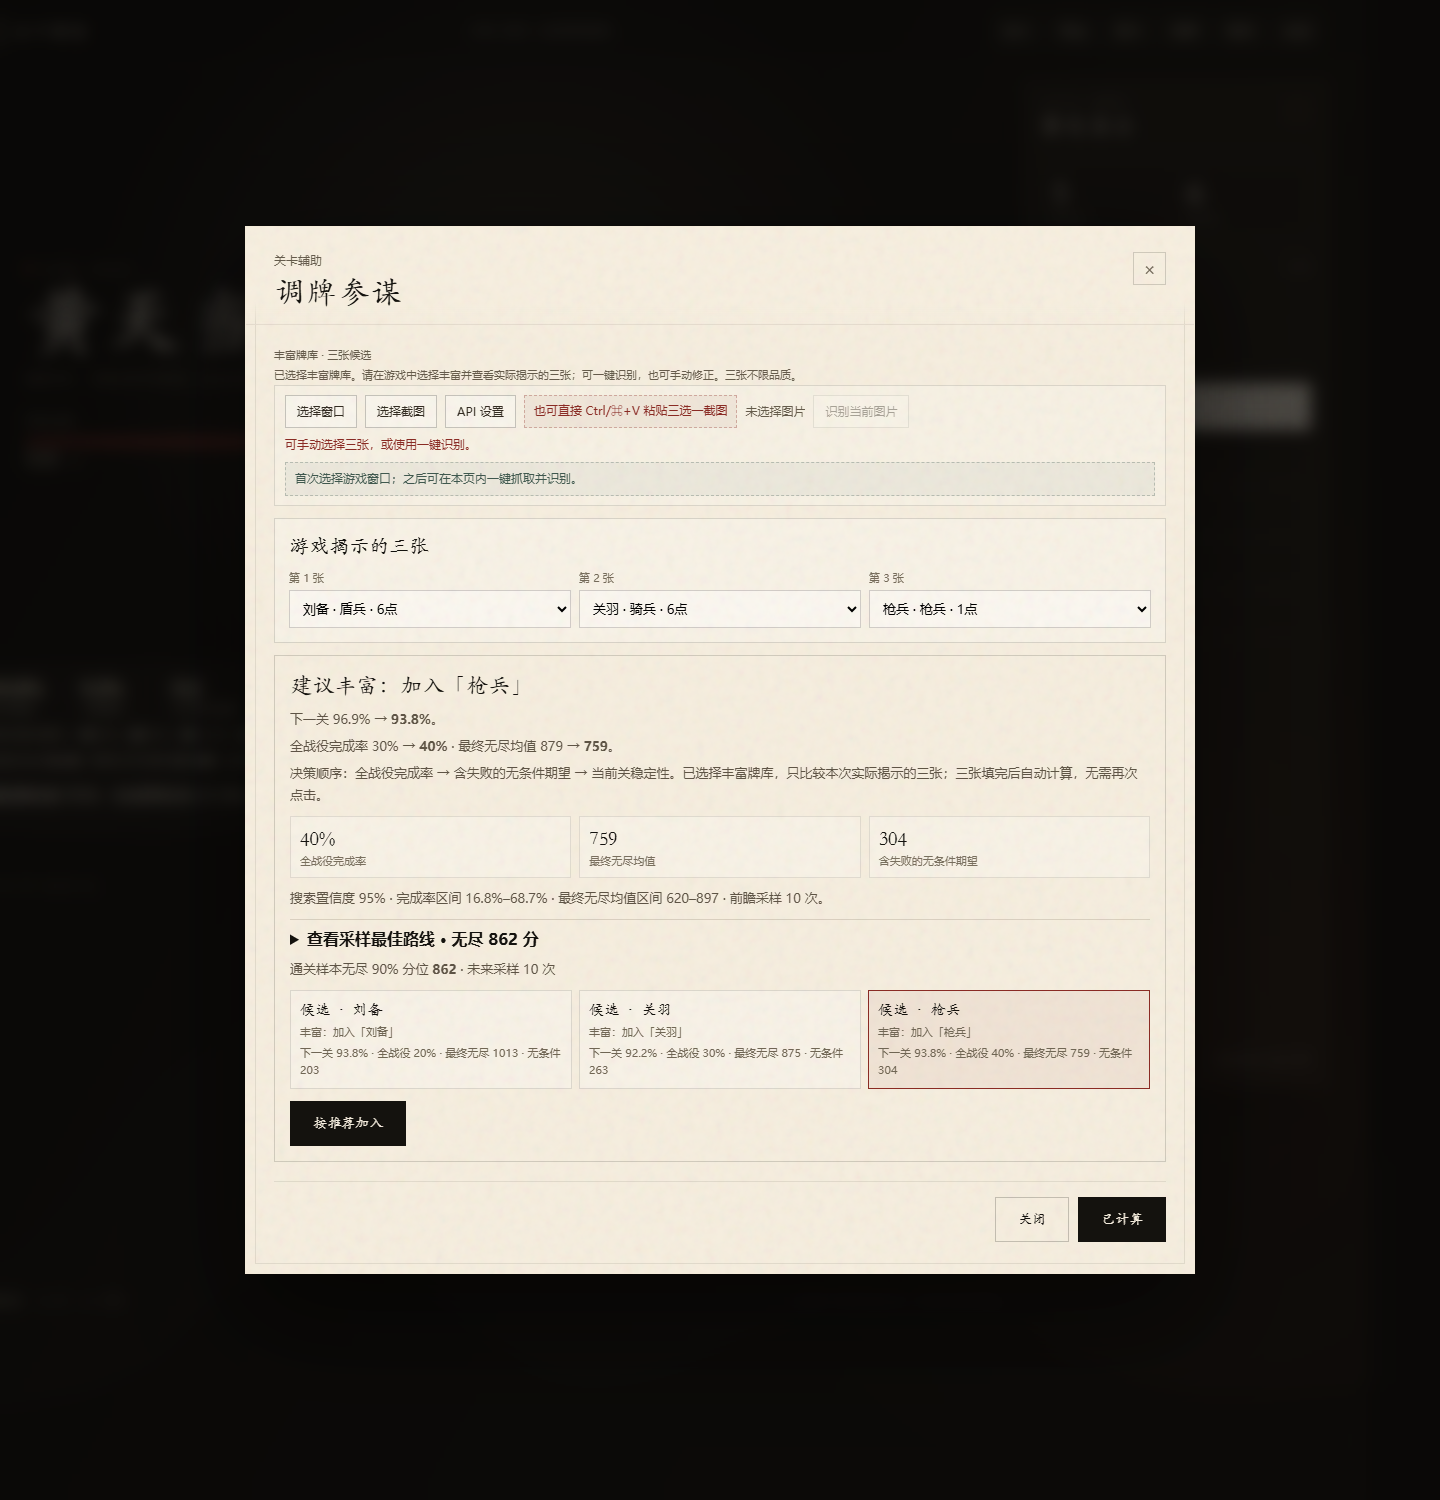 关卡辅助
调牌参谋
×
丰富牌库 · 三张候选
已选择丰富牌库。请在游戏中选择丰富并查看实际揭示的三张；可一键识别，也可手动修正。三张不限品质。
选择窗口 选择截图 API 设置 也可直接 Ctrl/⌘+V 粘贴三选一截图 未选择图片 识别当前图片
可手动选择三张，或使用一键识别。
首次选择游戏窗口；之后可在本页内一键抓取并识别。
游戏揭示的三张
第 1 张 第 2 张 第 3 张
刘备 · 盾兵 · 6点 关羽 · 骑兵 · 6点 枪兵 · 枪兵 · 1点
建议丰富：加入「枪兵」
下一关 96.9% → 93.8%。
全战役完成率 30% → 40% · 最终无尽均值 879 → 759。
决策顺序：全战役完成率 → 含失败的无条件期望 → 当前关稳定性。已选择丰富牌库，只比较本次实际揭示的三张；三张填完后自动计算，无需再次
点击。
40% 759 304
全战役完成率 最终无尽均值 含失败的无条件期望
搜索置信度 95% · 完成率区间 16.8%–68.7% · 最终无尽均值区间 620–897 · 前瞻采样 10 次。
▶ 查看采样最佳路线 • 无尽 862 分
通关样本无尽 90% 分位 862 · 未来采样 10 次
候选 · 刘备
丰富：加入「刘备」
下一关 93.8% · 全战役 20% · 最终无尽 1013 · 无条件
203
候选 · 关羽
丰富：加入「关羽」
下一关 92.2% · 全战役 30% · 最终无尽 875 · 无条件
263
候选 · 枪兵
丰富：加入「枪兵」
下一关 93.8% · 全战役 40% · 最终无尽 759 · 无条件
304
按推荐加入
关闭 已计算